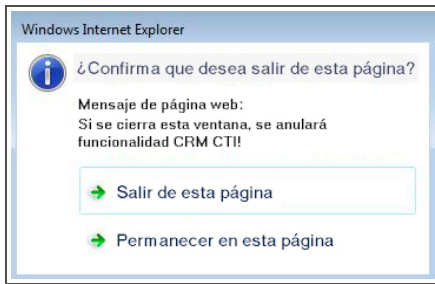 Windows Internet Explorer
¿Confirma que desea salir de esta página?
Mensaje de página web:
Si se cierra esta ventana, se anulará
funcionalidad CRM CTI!
Salir de esta página
Permanecer en esta página